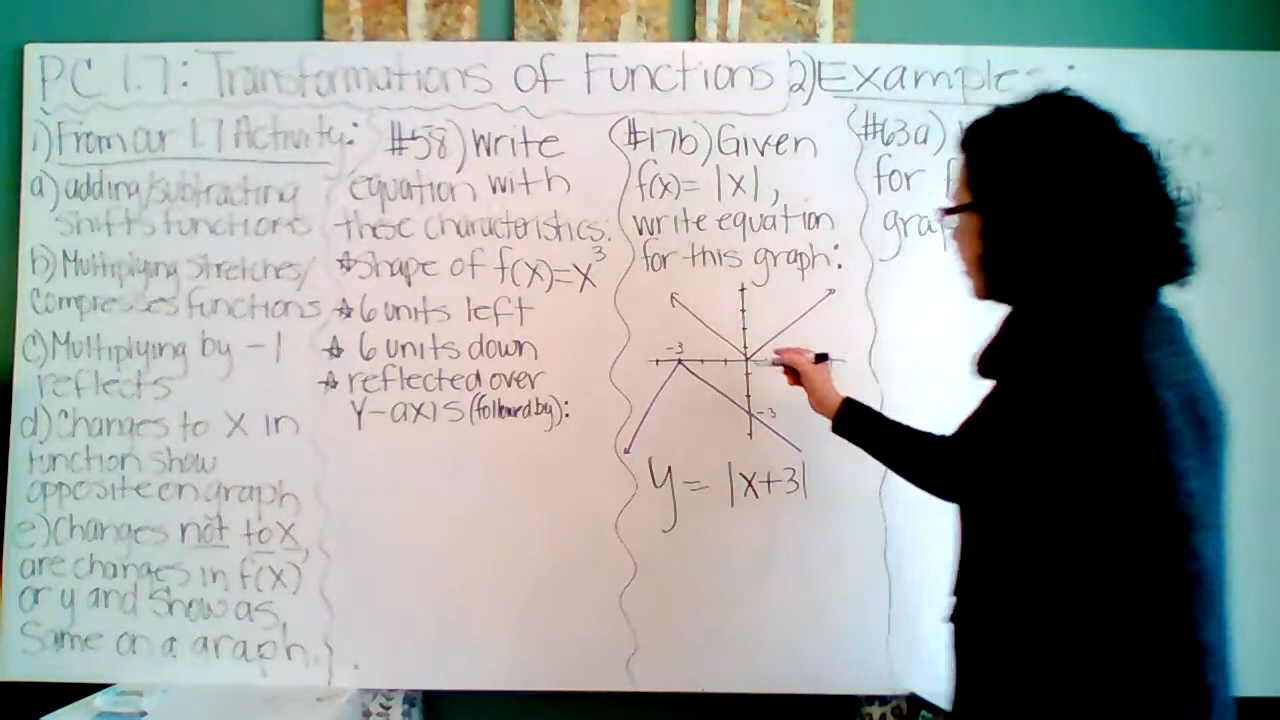 PC 1.7: Transformations of Functions 2) Examples:
1) From our 1.7 Activity:
a) adding/subtracting
shifts functions
b) Multiplying stretches/
compresses functions
c) Multiplying by -1
reflects
d) Changes to X in
function show
opposite on graph
e) Changes not to X,
are changes in f(x)
or y and show as
Same on a graph.
#58) Write
equation with
these characteristics:
*shape of f(x)=x³
* 6 units left
* 6 units down
* reflected over
Y-axis (followed by):
(#17b) Given
f(x)= |x|,
write equation
for this graph:
-3
-3
y = |x+3|
(#63a)
for